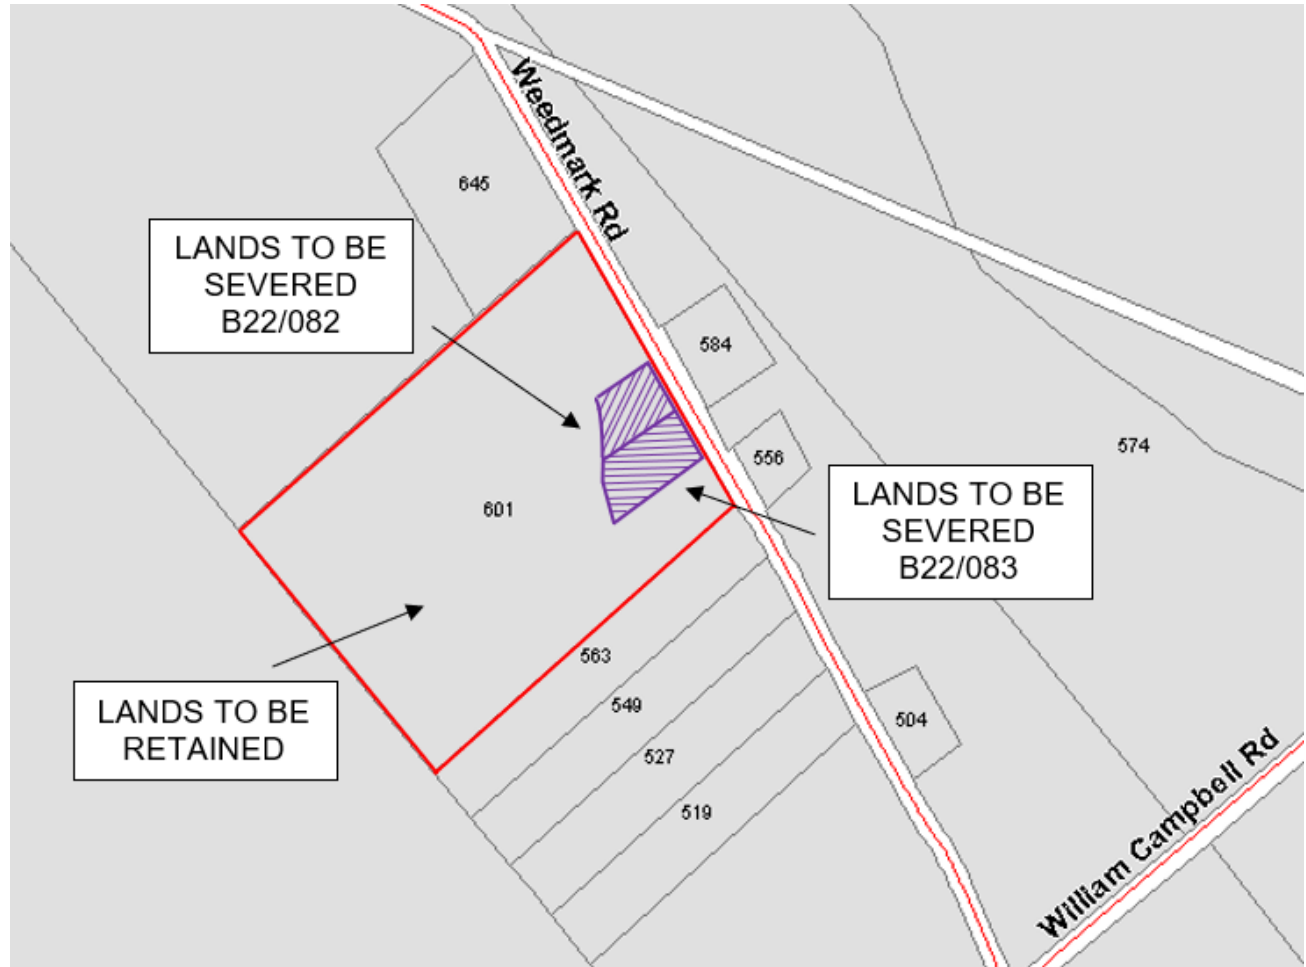 Weedmark Rd
645
LANDS TO BE
SEVERED
B22/082
584
574
556
LANDS TO BE
SEVERED
B22/083
601
563
LANDS TO BE
RETAINED
549
504
527
519
William Campbell Rd